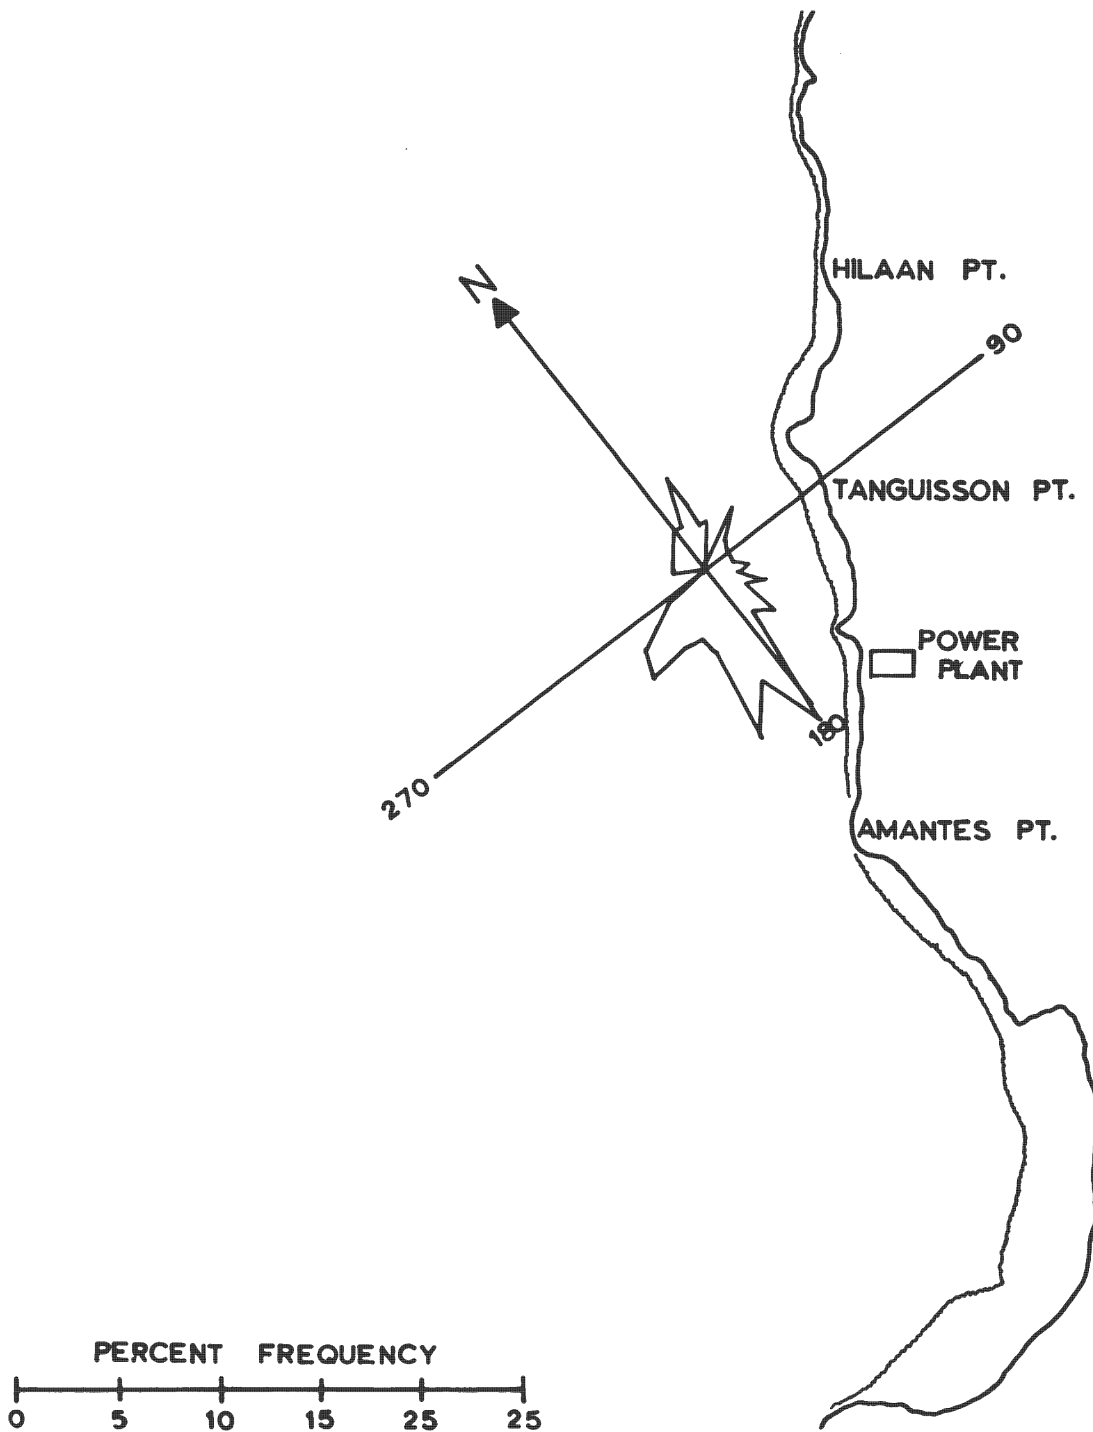 HILAAN PT.
N
90
TANGUISSON PT.
POWER
PLANT
180
270
AMANTES PT.
PERCENT FREQUENCY
0 5 10 15 25 25